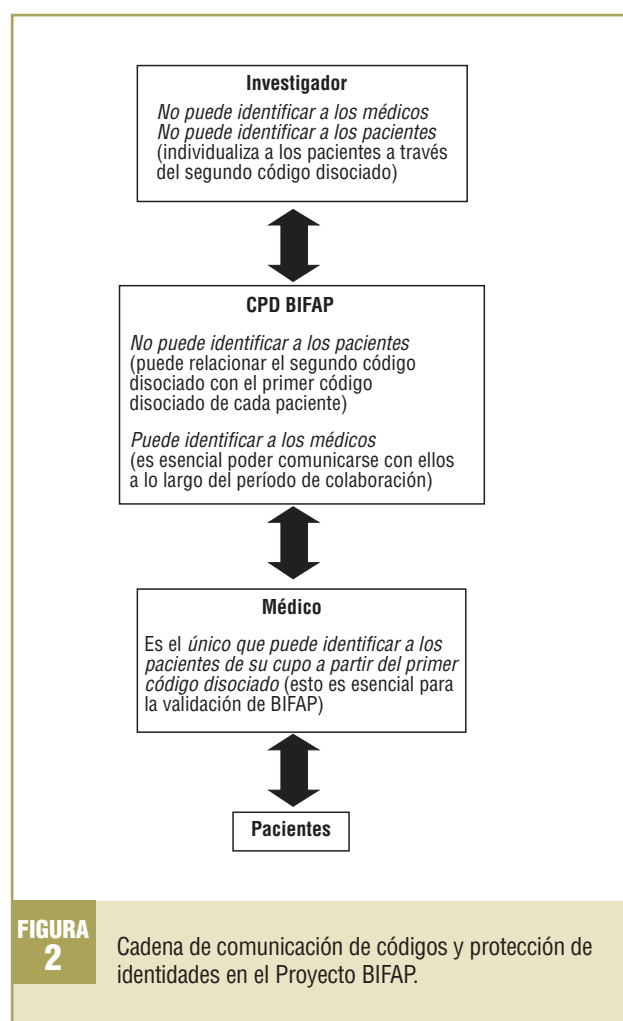 Investigador
No puede identificar a los médicos
No puede identificar a los pacientes
(individualiza a los pacientes a través
del segundo código disociado)
CPD BIFAP
No puede identificar a los pacientes
(puede relacionar el segundo código
disociado con el primer código
disociado de cada paciente)
Puede identificar a los médicos
(es esencial poder comunicarse con ellos
a lo largo del período de colaboración)
Médico
Es el único que puede identificar a los
pacientes de su cupo a partir del primer
código disociado (esto es esencial para
la validación de BIFAP)
Pacientes
FIGURA
2
Cadena de comunicación de códigos y protección de
identidades en el Proyecto BIFAP.